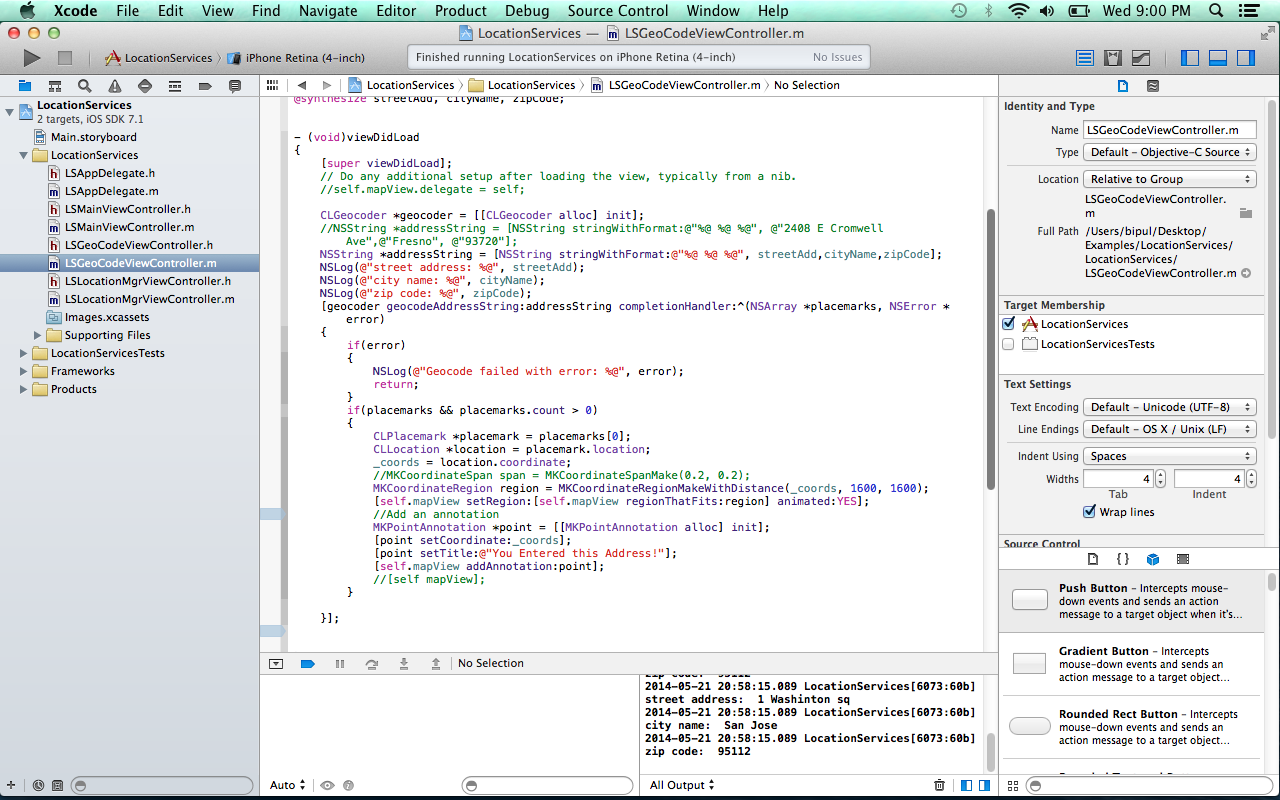 Xcode File Edit View Find Navigate Editor Product Debug Source Control Window Help Wed 9:00 PM
LocationServices — LSGeoCodeViewController.m
LocationServices iPhone Retina (4-inch)
Finished running LocationServices on iPhone Retina (4-inch) No Issues
LocationServices
2 targets, iOS SDK 7.1
Main.storyboard
LocationServices
LSAppDelegate.h
LSAppDelegate.m
LSMainViewController.h
LSMainViewController.m
LSGeoCodeViewController.h
LSGeoCodeViewController.m
LSLocationMgrViewController.h
LSLocationMgrViewController.m
Images.xcassets
Supporting Files
LocationServicesTests
Frameworks
Products
LocationServices LocationServices LSGeoCodeViewController.m No Selection
@synthesize streetAdd, cityName, zipCode;
- (void)viewDidLoad
{
[super viewDidLoad];
// Do any additional setup after loading the view, typically from a nib.
//self.mapView.delegate = self;
CLGeocoder *geocoder = [[CLGeocoder alloc] init];
//NSString *addressString = [NSString stringWithFormat:@"%@ %@ %@", @"2408 E Cromwell
Ave",@"Fresno", @"93720"];
NSString *addressString = [NSString stringWithFormat:@"%@ %@ %@", streetAdd,cityName,zipCode];
NSLog(@"street address: %@", streetAdd);
NSLog(@"city name: %@", cityName);
NSLog(@"zip code: %@", zipCode);
[geocoder geocodeAddressString:addressString completionHandler:^(NSArray *placemarks, NSError *
error)
{
if(error)
{
NSLog(@"Geocode failed with error: %@", error);
return;
}
if(placemarks && placemarks.count > 0)
{
CLPlacemark *placemark = placemarks[0];
CLLocation *location = placemark.location;
_coords = location.coordinate;
//MKCoordinateSpan span = MKCoordinateSpanMake(0.2, 0.2);
MKCoordinateRegion region = MKCoordinateRegionMakeWithDistance(_coords, 1600, 1600);
[self.mapView setRegion:[self.mapView regionThatFits:region] animated:YES];
//Add an annotation
MKPointAnnotation *point = [[MKPointAnnotation alloc] init];
[point setCoordinate:_coords];
[point setTitle:@"You Entered this Address!"];
[self.mapView addAnnotation:point];
//[self mapView];
}
}];
No Selection
zip code: 95112
2014-05-21 20:58:15.089 LocationServices[6073:60b]
street address: 1 Washinton sq
2014-05-21 20:58:15.089 LocationServices[6073:60b]
city name: San Jose
2014-05-21 20:58:15.089 LocationServices[6073:60b]
zip code: 95112
Auto
All Output
Identity and Type
Name LSGeoCodeViewController.m
Type Default - Objective-C Source
Location Relative to Group
LSGeoCodeViewController.
m
Full Path /Users/bipul/Desktop/
Examples/LocationServices/
LocationServices/
LSGeoCodeViewController.m
Target Membership
LocationServices
LocationServicesTests
Text Settings
Text Encoding Default - Unicode (UTF-8)
Line Endings Default - OS X / Unix (LF)
Indent Using Spaces
Widths 4 4
Tab Indent
Wrap lines
Source Control
Push Button - Intercepts mouse-
down events and sends an action
message to a target object when it's...
Gradient Button - Intercepts
mouse-down events and sends an
action message to a target object...
Rounded Rect Button - Intercepts
mouse-down events and sends an
action message to a target object...